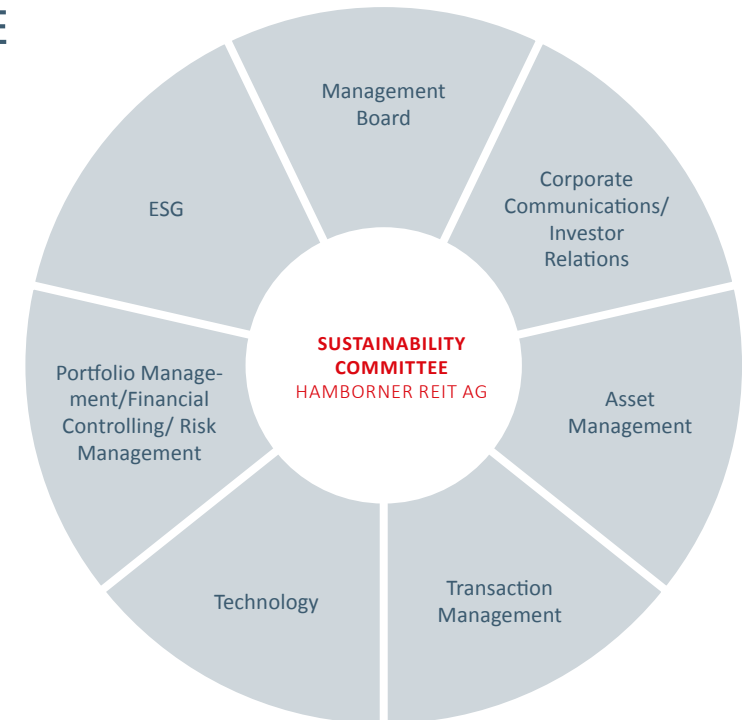 E
Management
Board
Corporate
Communications/
Investor
Relations
ESG
SUSTAINABILITY
COMMITTEE
HAMBORNER REIT AG
Portfolio Manage-
ment/Financial
Controlling/ Risk
Management
Asset
Management
Technology
Transaction
Management